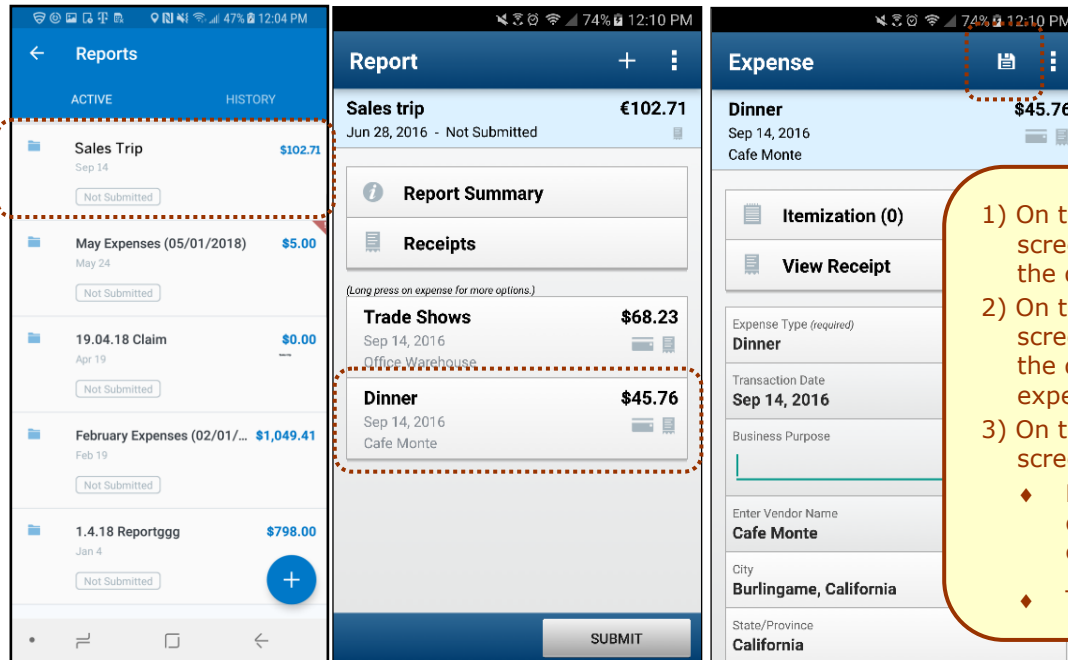 47% 12:04 PM
Reports
ACTIVE HISTORY
Sales Trip $102.71
Sep 14
Not Submitted
May Expenses (05/01/2018) $5.00
May 24
Not Submitted
19.04.18 Claim $0.00
Apr 19
Not Submitted
February Expenses (02/01/... $1,049.41
Feb 19
Not Submitted
1.4.18 Reportggg $798.00
Jan 4
Not Submitted
74% 12:10 PM
Report
Sales trip €102.71
Jun 28, 2016 - Not Submitted
Report Summary
Receipts
(Long press on expense for more options.)
Trade Shows $68.23
Sep 14, 2016
Office Warehouse
Dinner $45.76
Sep 14, 2016
Cafe Monte
SUBMIT
74% 12:10 PM
Expense
Dinner $45.76
Sep 14, 2016
Cafe Monte
Itemization (0)
View Receipt
Expense Type (required)
Dinner
Transaction Date
Sep 14, 2016
Business Purpose
Enter Vendor Name
Cafe Monte
City
Burlingame, California
State/Province
California
1) On t
scree
the
2) On t
scree
the
expe
3) On t
scree